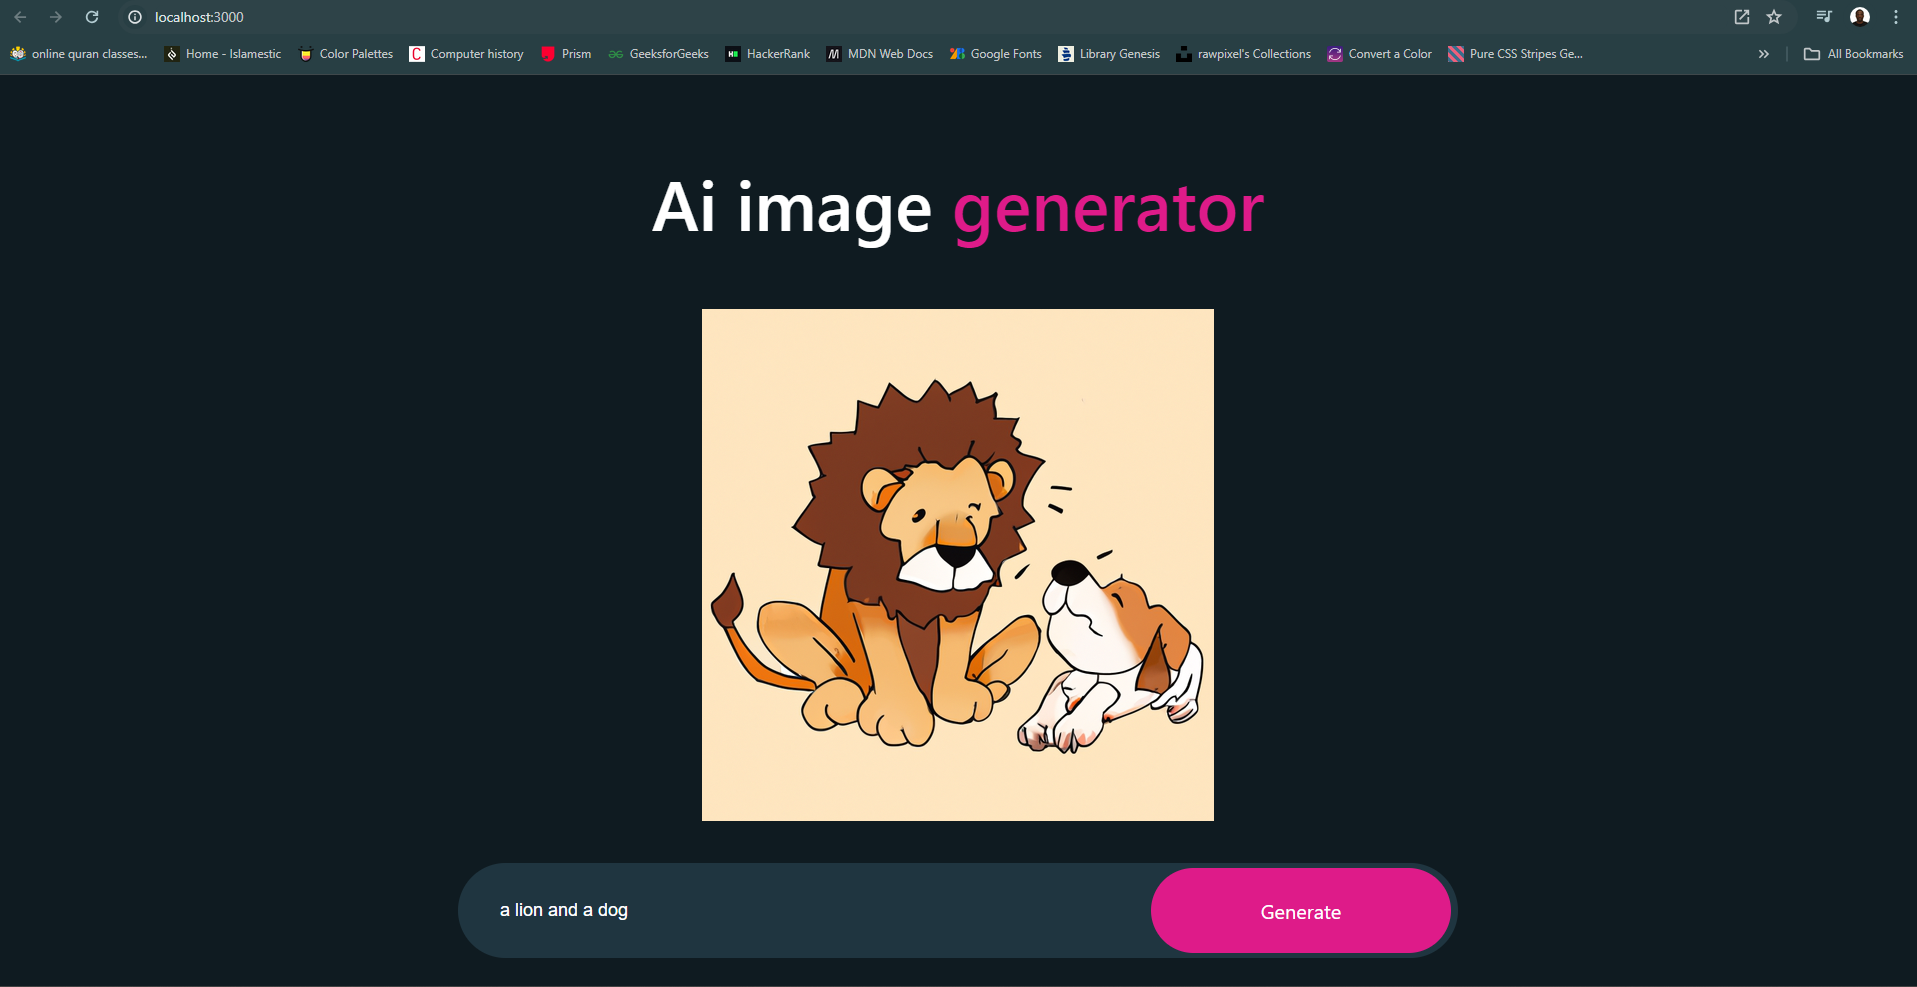 localhost:3000
online quran classes... Home - Islamestic Color Palettes C Computer history Prism GeeksforGeeks HackerRank M MDN Web Docs Google Fonts Library Genesis rawpixel's Collections Convert a Color Pure CSS Stripes Ge... » All Bookmarks
Ai image generator
a lion and a dog Generate